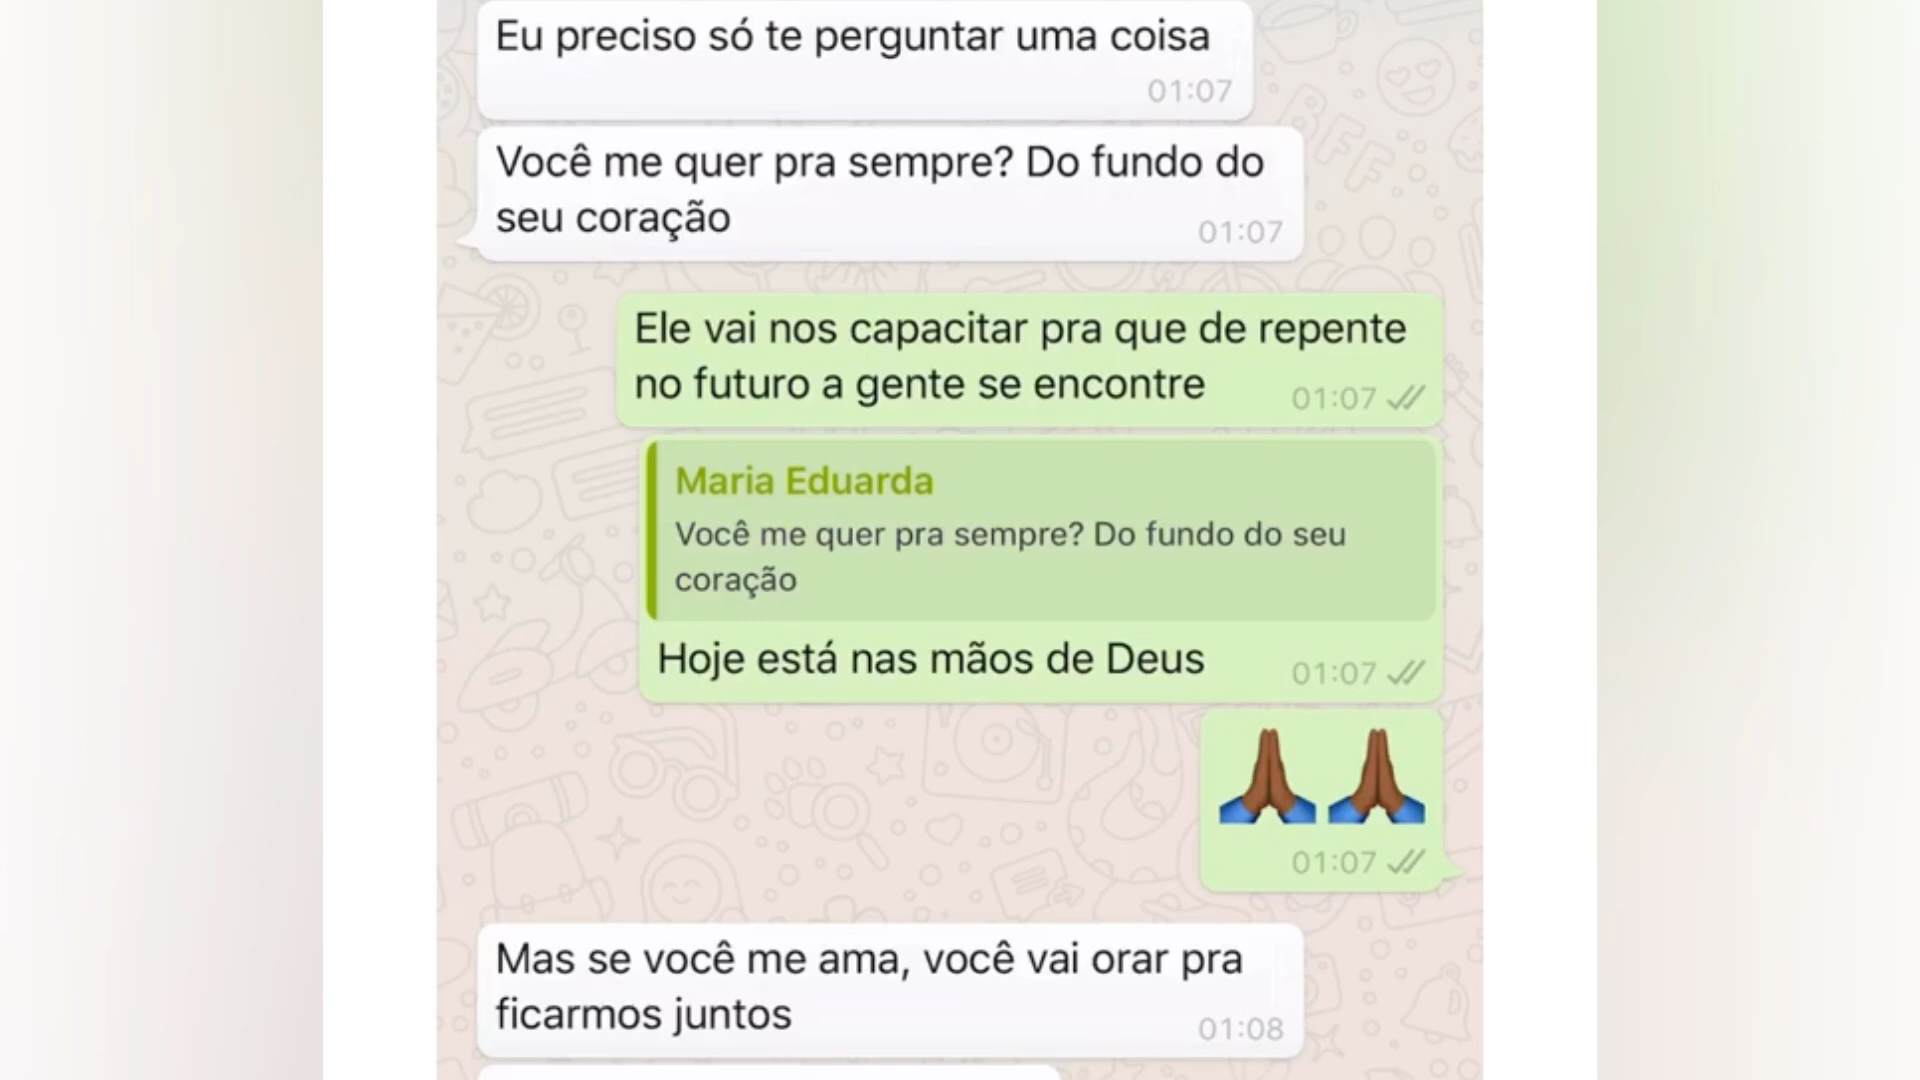 Eu preciso só te perguntar uma coisa
01:07
Você me quer pra sempre? Do fundo do
seu coração
01:07
Ele vai nos capacitar pra que de repente
no futuro a gente se encontre
01:07
Maria Eduarda
Você me quer pra sempre? Do fundo do seu
coração
Hoje está nas mãos de Deus
01:07
01:07
Mas se você me ama, você vai orar pra
ficarmos juntos
01:08